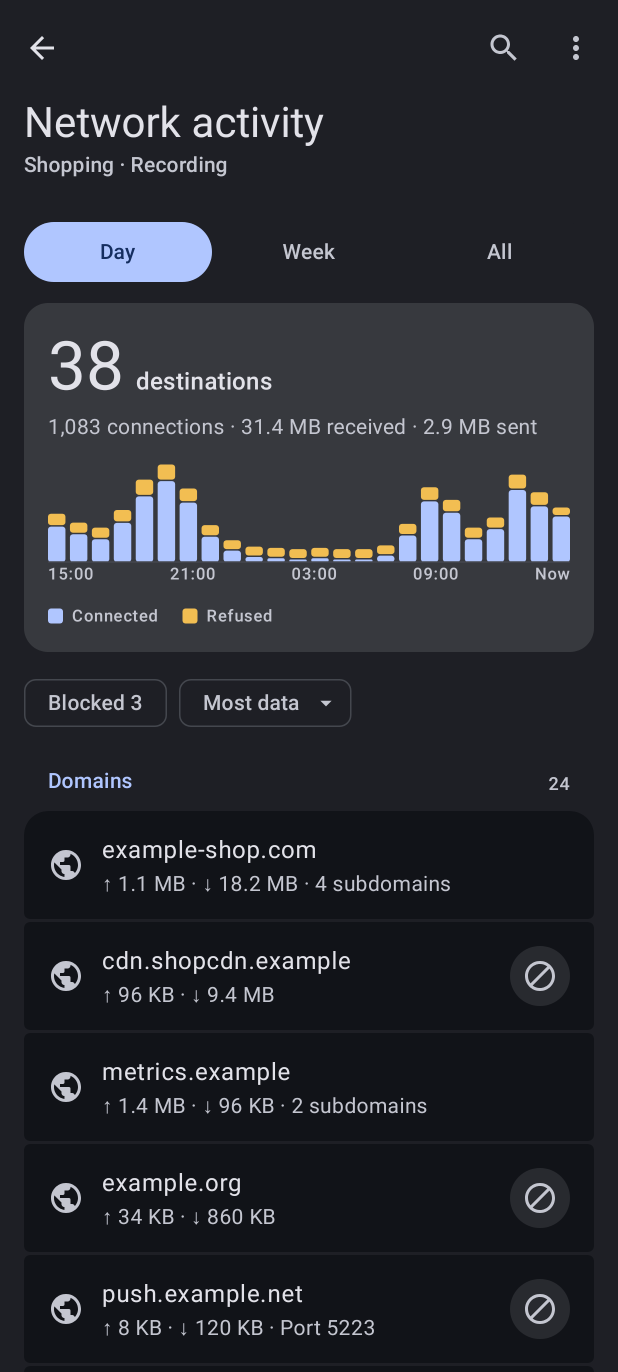 Network activity
Shopping · Recording
Day Week All
38 destinations
1,083 connections · 31.4 MB received · 2.9 MB sent
15:00 21:00 03:00 09:00 Now
Connected Refused
Blocked 3 Most data
Domains 24
example-shop.com
↑ 1.1 MB · ↓ 18.2 MB · 4 subdomains
cdn.shopcdn.example
↑ 96 KB · ↓ 9.4 MB
metrics.example
↑ 1.4 MB · ↓ 96 KB · 2 subdomains
example.org
↑ 34 KB · ↓ 860 KB
push.example.net
↑ 8 KB · ↓ 120 KB · Port 5223